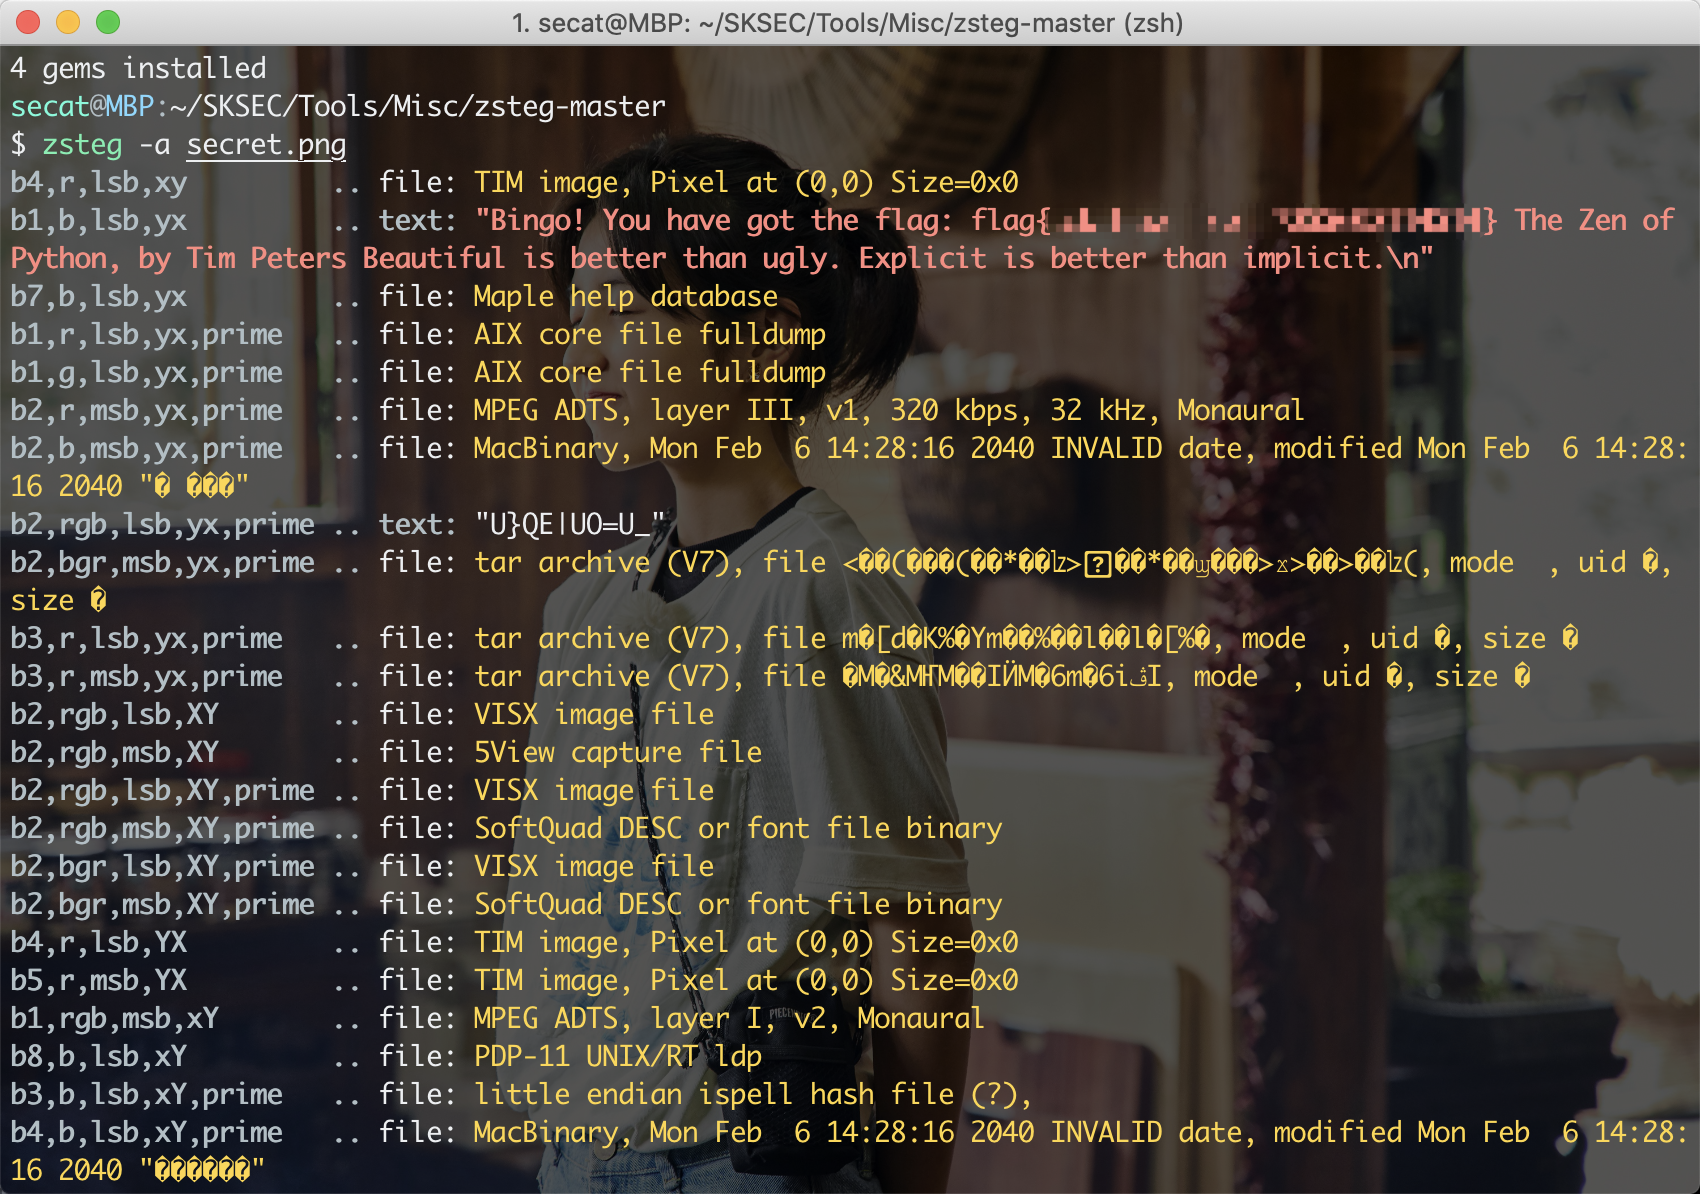 1. secat@MBP: ~/SKSEC/Tools/Misc/zsteg-master (zsh)
4 gems installed
secat@MBP:~/SKSEC/Tools/Misc/zsteg-master
$ zsteg -a secret.png
b4,r,lsb,xy .. file: TIM image, Pixel at (0,0) Size=0x0
b1,b,lsb,yx .. text: "Bingo! You have got the flag: flag{ } The Zen of
Python, by Tim Peters Beautiful is better than ugly. Explicit is better than implicit.\n"
b7,b,lsb,yx .. file: Maple help database
b1,r,lsb,yx,prime .. file: AIX core file fulldump
b1,g,lsb,yx,prime .. file: AIX core file fulldump
b2,r,msb,yx,prime .. file: MPEG ADTS, layer III, v1, 320 kbps, 32 kHz, Monaural
b2,b,msb,yx,prime .. file: MacBinary, Mon Feb  6 14:28:16 2040 INVALID date, modified Mon Feb  6 14:28:
16 2040 "� ���"
b2,rgb,lsb,yx,prime .. text: "U}QE|UO=U_"
b2,bgr,msb,yx,prime .. file: tar archive (V7), file <��(���(��*��ʫ>��*��ꭠ���>ⲝ>��>��ʫ(, mode  , uid �,
size �
b3,r,lsb,yx,prime .. file: tar archive (V7), file m�[d�K%�Ym��%��l��l�[%�, mode  , uid �, size �
b3,r,msb,yx,prime .. file: tar archive (V7), file �M�&MҤM��IЍM�6m�6iڤI, mode  , uid �, size �
b2,rgb,lsb,XY .. file: VISX image file
b2,rgb,msb,XY .. file: 5View capture file
b2,rgb,lsb,XY,prime .. file: VISX image file
b2,rgb,msb,XY,prime .. file: SoftQuad DESC or font file binary
b2,bgr,lsb,XY,prime .. file: VISX image file
b2,bgr,msb,XY,prime .. file: SoftQuad DESC or font file binary
b4,r,lsb,YX .. file: TIM image, Pixel at (0,0) Size=0x0
b5,r,msb,YX .. file: TIM image, Pixel at (0,0) Size=0x0
b1,rgb,msb,xY .. file: MPEG ADTS, layer I, v2, Monaural
b8,b,lsb,xY .. file: PDP-11 UNIX/RT ldp
b3,b,lsb,xY,prime .. file: little endian ispell hash file (?),
b4,b,lsb,xY,prime .. file: MacBinary, Mon Feb  6 14:28:16 2040 INVALID date, modified Mon Feb  6 14:28:
16 2040 "������"